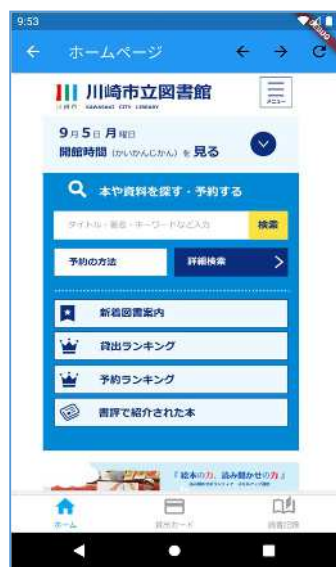 9:53
DEBUG
ホームページ
川崎市立図書館
KAWASAKI CITY LIBRARY
メニュー
9月5日 月曜日
開館時間 (かいかんじかん) を 見る
本や資料を探す・予約する
タイトル・著者・キーワードなど入力
検索
予約の方法
詳細検索
新着図書案内
貸出ランキング
予約ランキング
書評で紹介された本
「絵本の力、読み聞かせの力」
ホーム
貸出カード
読書記録